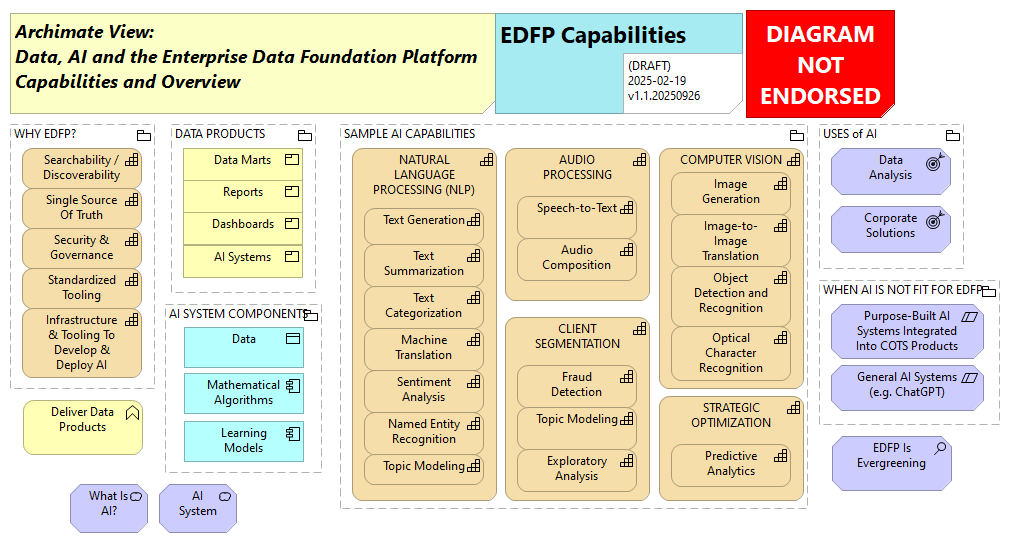 Archimate View:
Data, AI and the Enterprise Data Foundation Platform
Capabilities and Overview
EDFP Capabilities
(DRAFT)
2025-02-19
v1.1.20250926
DIAGRAM
NOT
ENDORSED
WHY EDFP?
Searchability /
Discoverability
Single Source
Of Truth
Security &
Governance
Standardized
Tooling
Infrastructure
& Tooling To
Develop &
Deploy AI
Deliver Data
Products
DATA PRODUCTS
Data Marts
Reports
Dashboards
AI Systems
AI SYSTEM COMPONENTS
Data
Mathematical
Algorithms
Learning
Models
What Is
AI?
AI
System
SAMPLE AI CAPABILITIES
NATURAL
LANGUAGE
PROCESSING (NLP)
Text Generation
Text
Summarization
Text
Categorization
Machine
Translation
Sentiment
Analysis
Named Entity
Recognition
Topic Modeling
AUDIO
PROCESSING
Speech-to-Text
Audio
Composition
CLIENT
SEGMENTATION
Fraud
Detection
Topic Modeling
Exploratory
Analysis
COMPUTER VISION
Image
Generation
Image-to-
Image
Translation
Object
Detection and
Recognition
Optical
Character
Recognition
STRATEGIC
OPTIMIZATION
Predictive
Analytics
USES of AI
Data
Analysis
Corporate
Solutions
WHEN AI IS NOT FIT FOR EDFP
Purpose-Built AI
Systems Integrated
Into COTS Products
General AI Systems
(e.g. ChatGPT)
EDFP Is
Evergreening